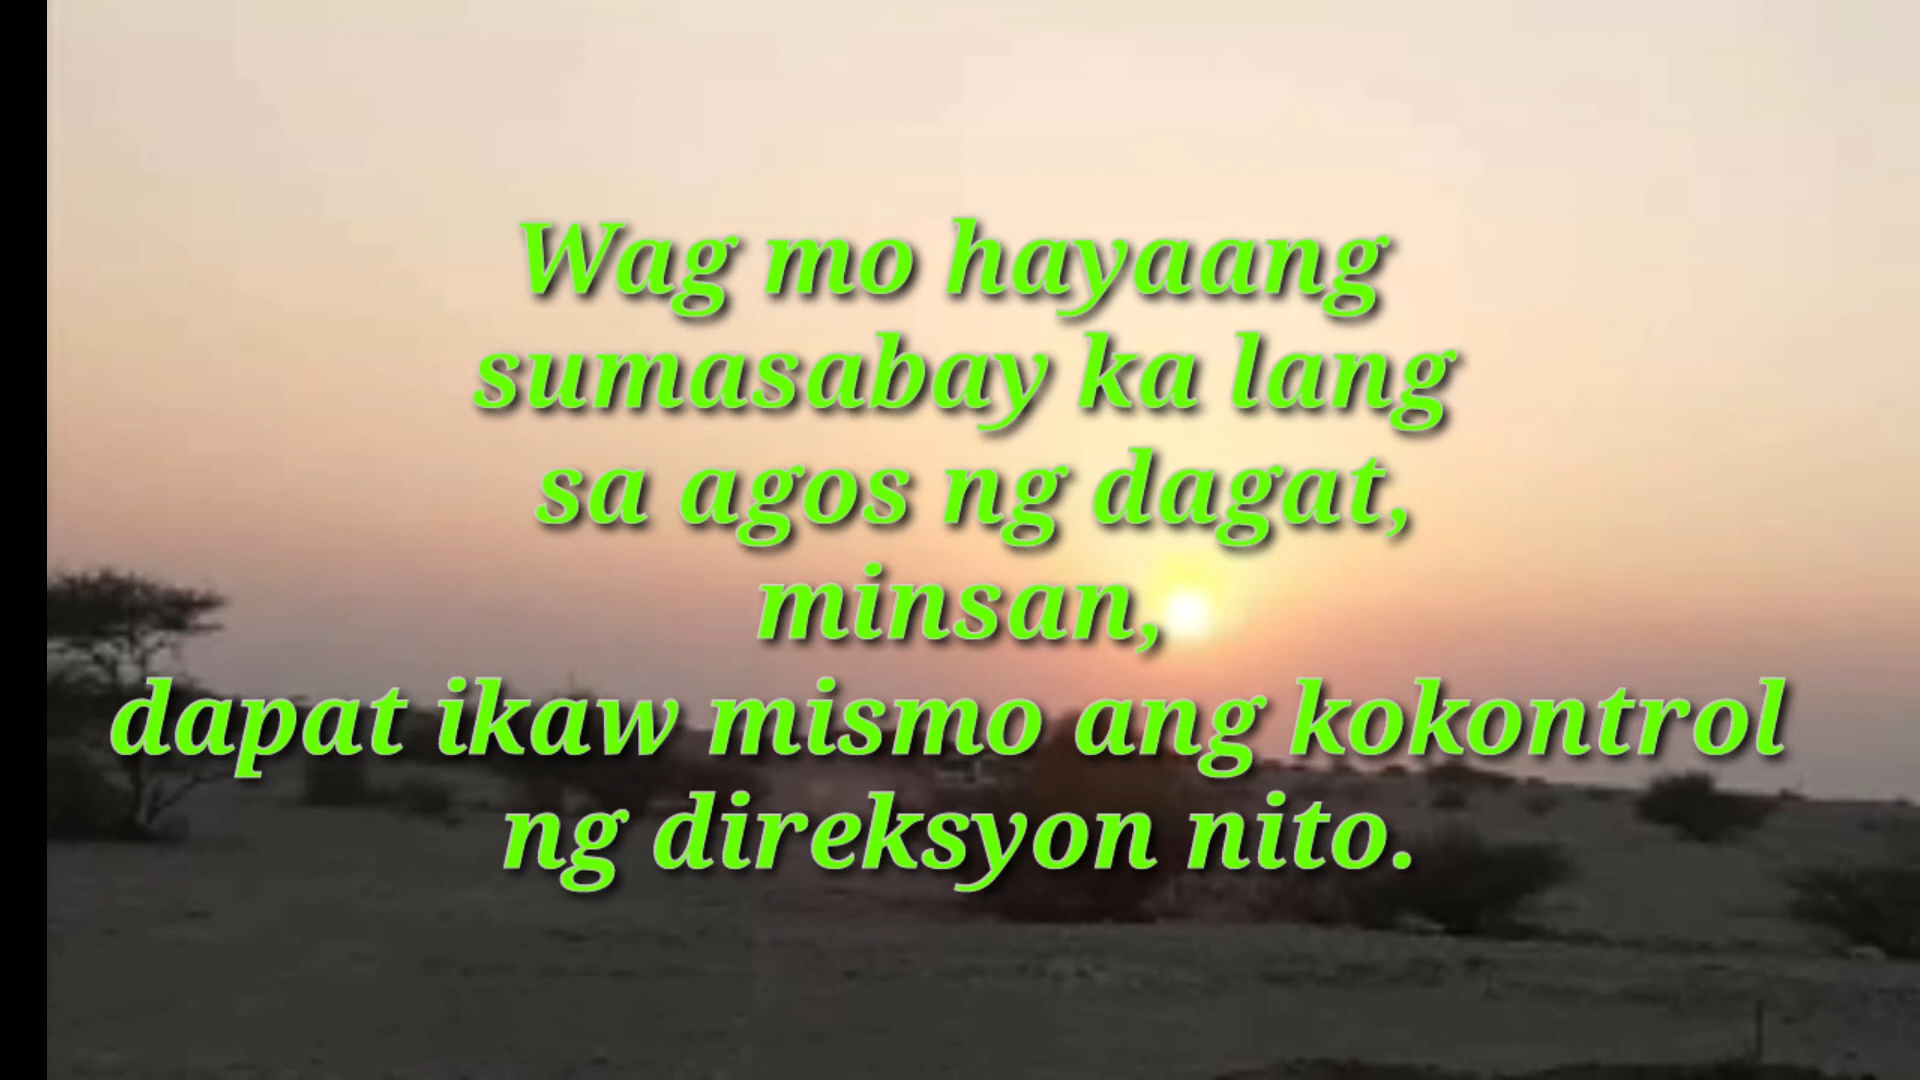 Wag mo hayaang
sumasabay ka lang
sa agos ng dagat,
minsan,
dapat ikaw mismo ang kokontrol
ng direksyon nito.